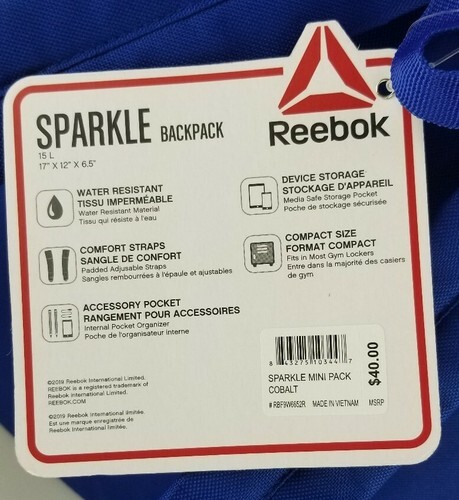 Reebok
SPARKLE BACKPACK
15 L
17" X 12" X 6.5"
WATER RESISTANT
TISSU IMPERMÉABLE
Water Resistant Material
Tissu qui résiste à l'eau
DEVICE STORAGE
STOCKAGE D'APPAREIL
Media Safe Storage Pocket
Poche de stockage sécurisée
COMFORT STRAPS
SANGLE DE CONFORT
Padded Adjustable Straps
Sangles rembourrées à l'épaule et ajustables
COMPACT SIZE
FORMAT COMPACT
Fits in Most Gym Lockers
Entre dans la majorité des casiers
de gym
ACCESSORY POCKET
RANGEMENT POUR ACCESSOIRES
Internal Pocket Organizer
Poche de l'organisateur interne
©2019 Reebok International Limited.
REEBOK is a registered trademark of
Reebok International Limited.
REEBOK.COM
©2019 Reebok International limitée.
Est une marque enregistrée de
Reebok International limitée.
8 43275 10344 7
SPARKLE MINI PACK
COBALT
# RBF9W6652R MADE IN VIETNAM MSRP
$40.00